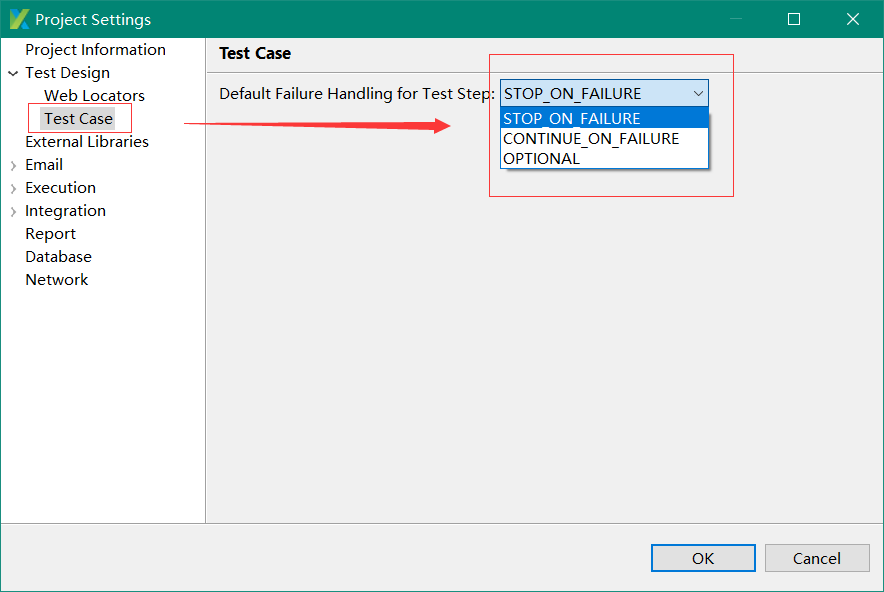 Project Settings
Project Information
Test Design
Web Locators
Test Case
External Libraries
Email
Execution
Integration
Report
Database
Network
Test Case
Default Failure Handling for Test Step: STOP_ON_FAILURE
STOP_ON_FAILURE
CONTINUE_ON_FAILURE
OPTIONAL
OK Cancel